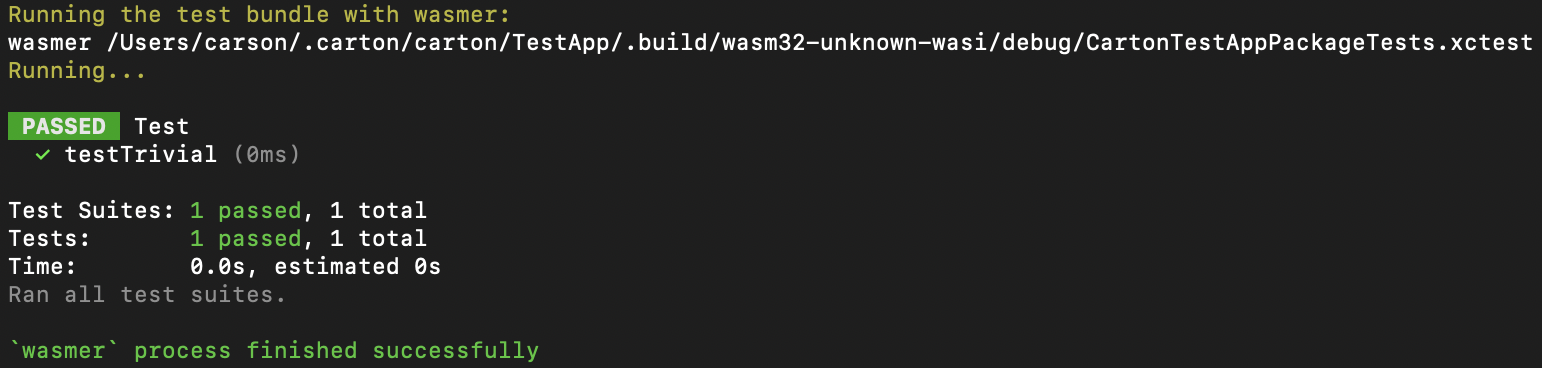 Running the test bundle with wasmer:
wasmer /Users/carson/.carton/carton/TestApp/.build/wasm32-unknown-wasi/debug/CartonTestAppPackageTests.xctest
Running...
PASSED Test
✓ testTrivial (0ms)
Test Suites: 1 passed, 1 total
Tests: 1 passed, 1 total
Time: 0.0s, estimated 0s
Ran all test suites.
`wasmer` process finished successfully